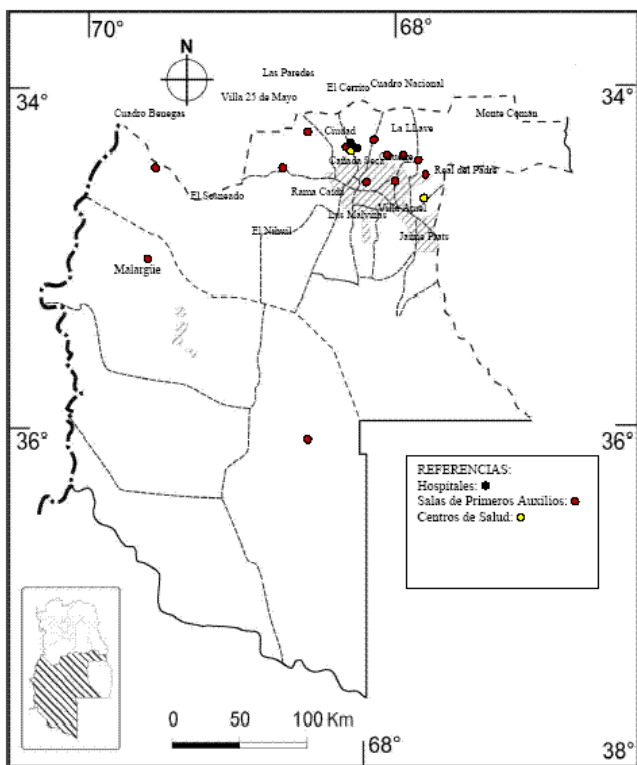 70° 68°
N
34° 34°
Las Paredes
El Cerrito Cuadro Nacional
Villa 25 de Mayo
Cuadro Benegas Monte Comán
Ciudad La LLave
Cañada Seca
Real del Padre
El Sosneado Rama Caída
Las Malvinas Villa Atuel
El Nihuil Jaime Prats
Malargüe
36° 36°
REFERENCIAS:
Hospitales:
Salas de Primeros Auxilios:
Centros de Salud:
0 50 100 Km
68° 38°